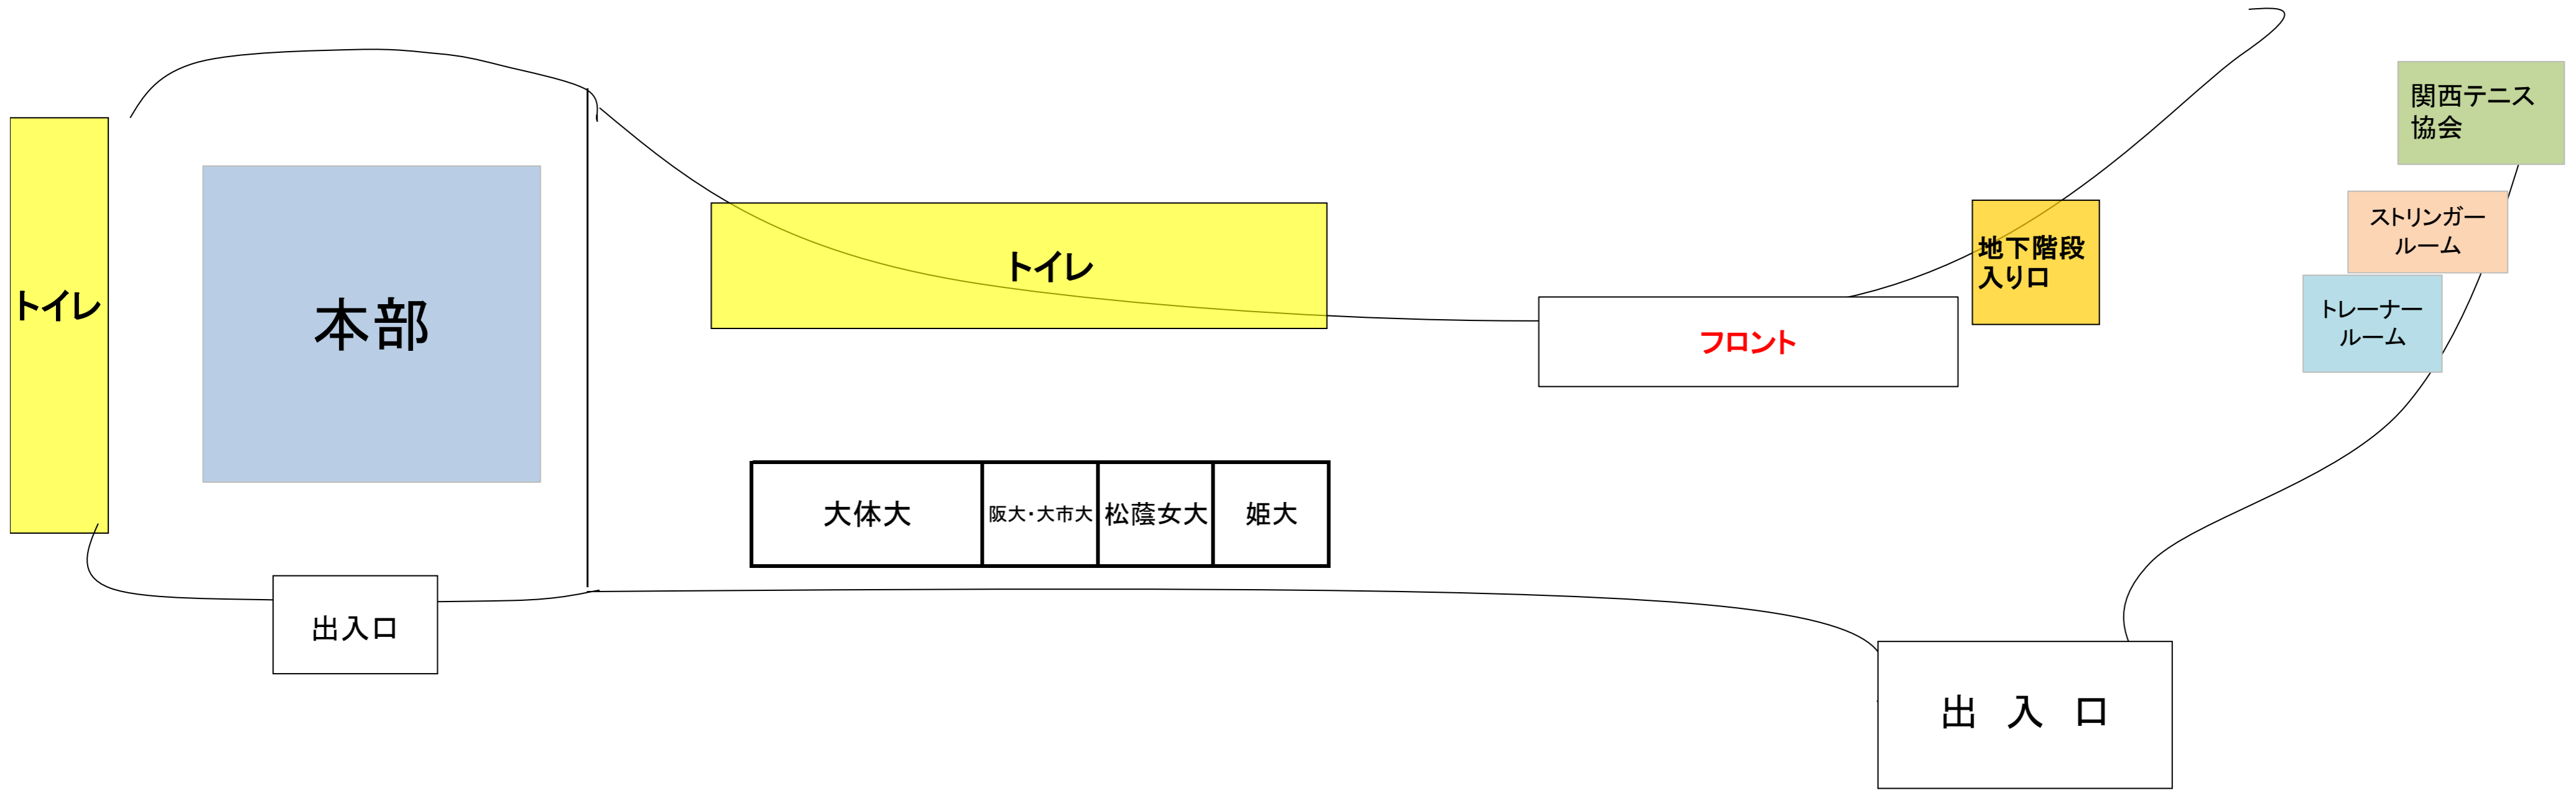 関西テニス
協会
ストリンガー
ルーム
トレーナー
ルーム
地下階段
入り口
フロント
トイレ
トイレ
本部
大体大
阪大・大市大
松蔭女大
姫大
出入口
出　入　口